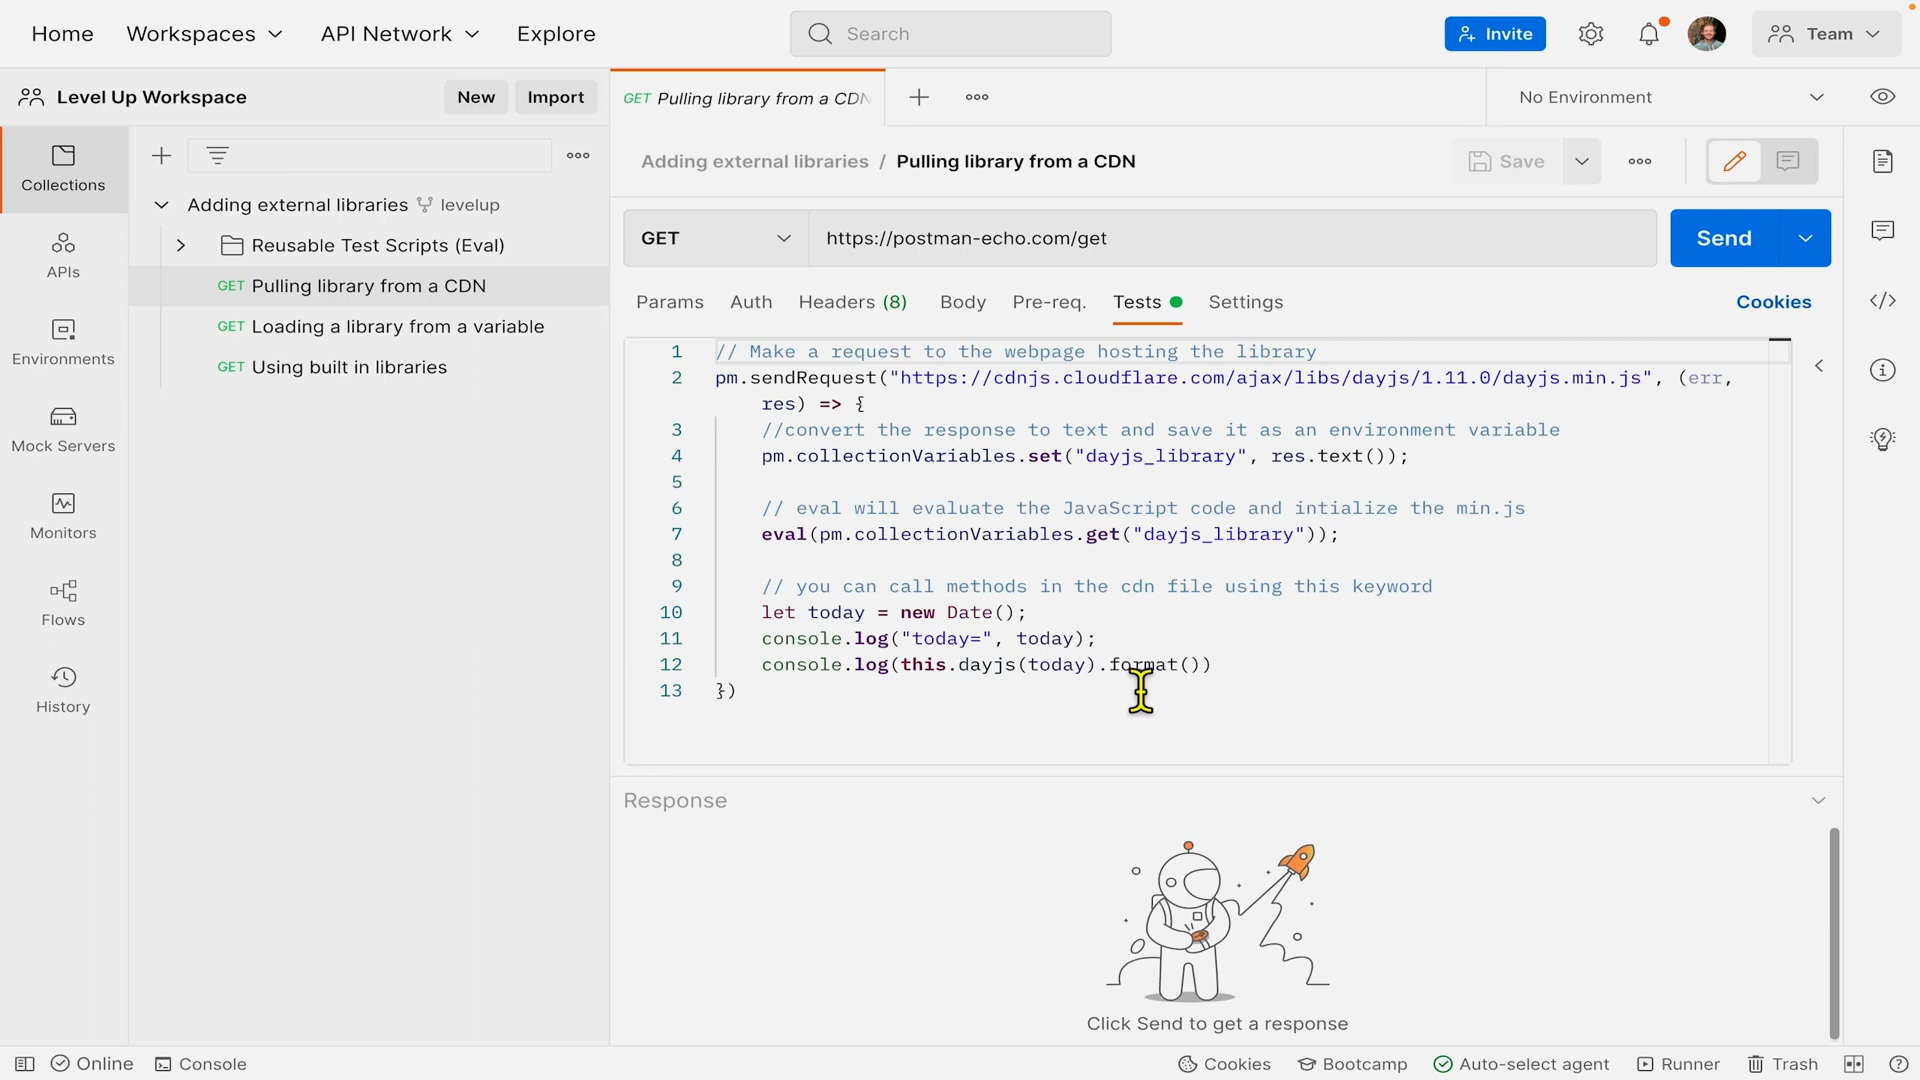 Home Workspaces API Network Explore Search Invite Team
Level Up Workspace New Import
GET Pulling library from a CDN
No Environment
Collections
APIs
Environments
Mock Servers
Monitors
Flows
History
Adding external libraries levelup
Reusable Test Scripts (Eval)
GET Pulling library from a CDN
GET Loading a library from a variable
GET Using built in libraries
Adding external libraries / Pulling library from a CDN
Save
GET https://postman-echo.com/get Send
Params Auth Headers (8) Body Pre-req. Tests Settings Cookies
1 // Make a request to the webpage hosting the library
2 pm.sendRequest("https://cdnjs.cloudflare.com/ajax/libs/dayjs/1.11.0/dayjs.min.js", (err,
res) => {
3 //convert the response to text and save it as an environment variable
4 pm.collectionVariables.set("dayjs_library", res.text());
5
6 // eval will evaluate the JavaScript code and intialize the min.js
7 eval(pm.collectionVariables.get("dayjs_library"));
8
9 // you can call methods in the cdn file using this keyword
10 let today = new Date();
11 console.log("today=", today);
12 console.log(this.dayjs(today).format())
13 })
Response
Click Send to get a response
Online Console Cookies Bootcamp Auto-select agent Runner Trash